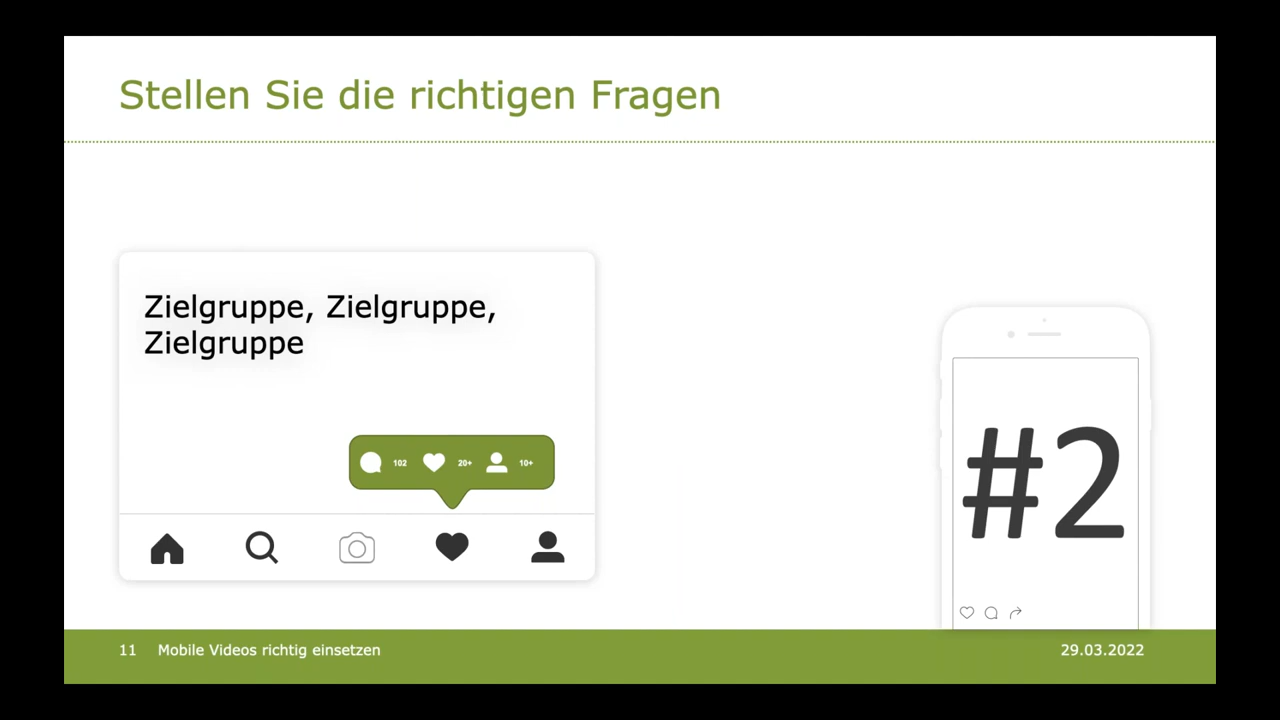 Stellen Sie die richtigen Fragen
Zielgruppe, Zielgruppe,
Zielgruppe
102 20+ 10+
#2
11 Mobile Videos richtig einsetzen 29.03.2022